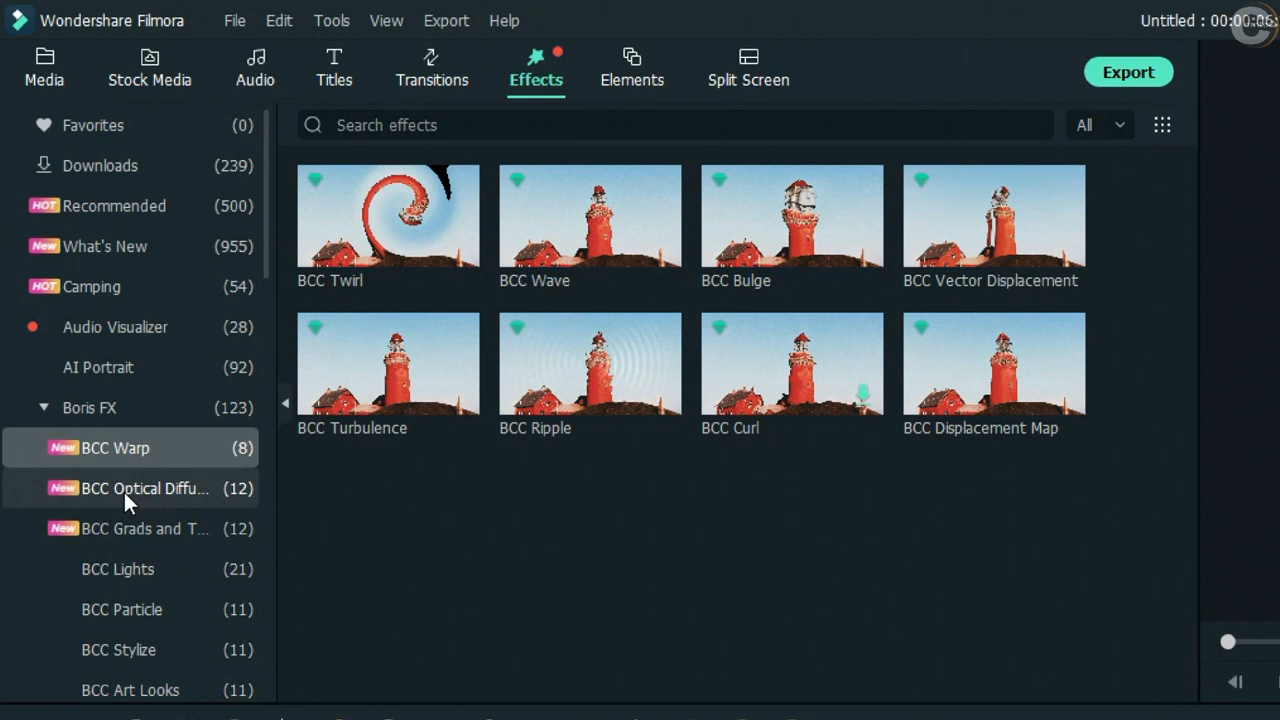 Wondershare Filmora File Edit Tools View Export Help Untitled : 00:00:06:
Media Stock Media Audio Titles Transitions Effects Elements Split Screen Export
Favorites (0)
Downloads (239)
HOT Recommended (500)
New What's New (955)
HOT Camping (54)
Audio Visualizer (28)
AI Portrait (92)
Boris FX (123)
New BCC Warp (8)
New BCC Optical Diffu... (12)
New BCC Grads and T... (12)
BCC Lights (21)
BCC Particle (11)
BCC Stylize (11)
BCC Art Looks (11)
Search effects All
BCC Twirl BCC Wave BCC Bulge BCC Vector Displacement
BCC Turbulence BCC Ripple BCC Curl BCC Displacement Map